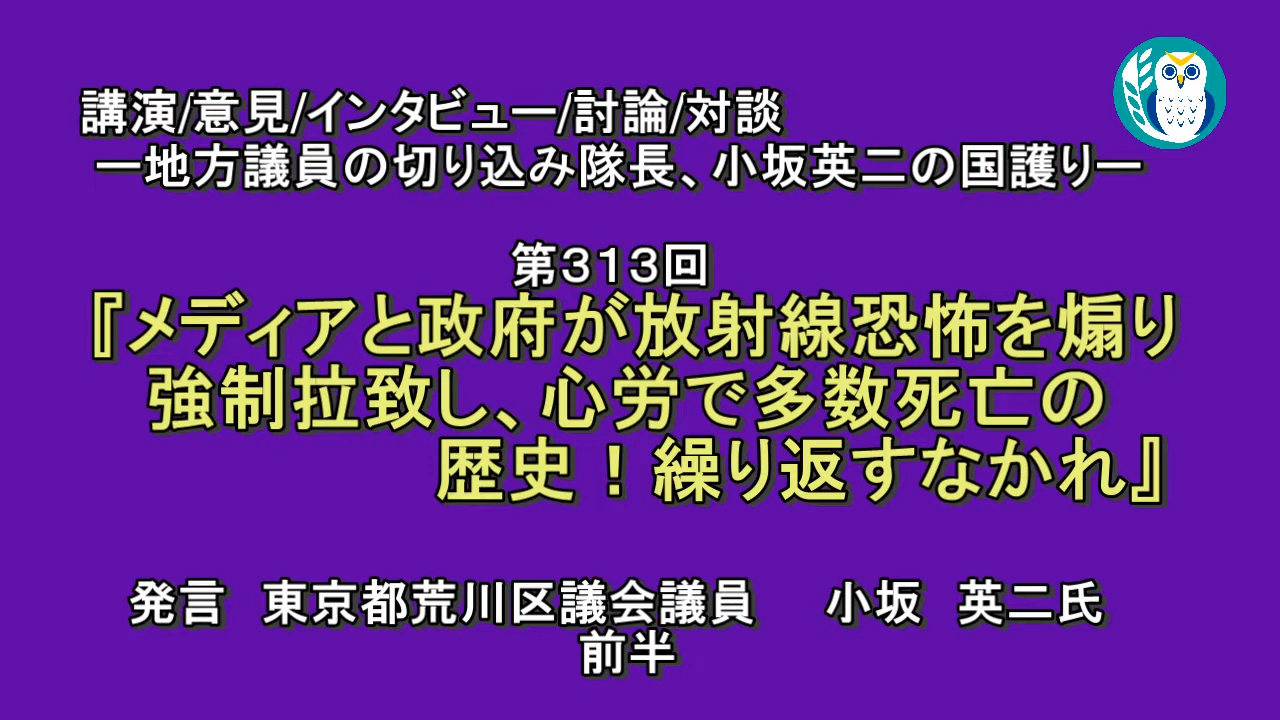 講演/意見/インタビュー/討論/対談
―地方議員の切り込み隊長、小坂英二の国護り―
第３１３回
『メディアと政府が放射線恐怖を煽り
強制拉致し、心労で多数死亡の
歴史！繰り返すなかれ』
発言　東京都荒川区議会議員　小坂　英二氏
前半